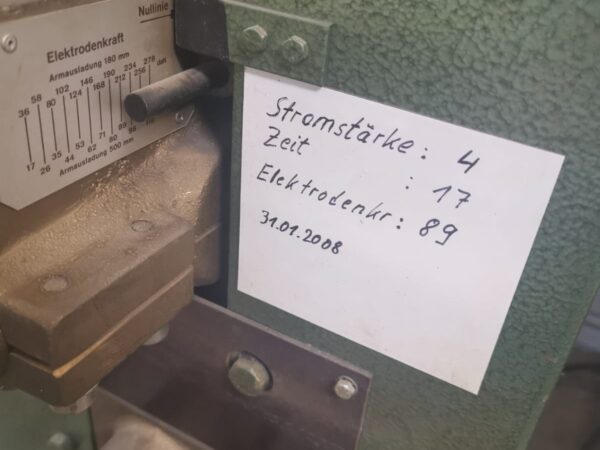 Nullinie
Elektrodenkraft
Armausladung 180 mm
58 102 146 190 234 278 daN
36 80 124 168 212 256
17 35 53 71 89
26 44 62 80 98
Armausladung 500 mm
Stromstärke: 4
Zeit : 17
Elektrodenkr: 89
31.01.2008